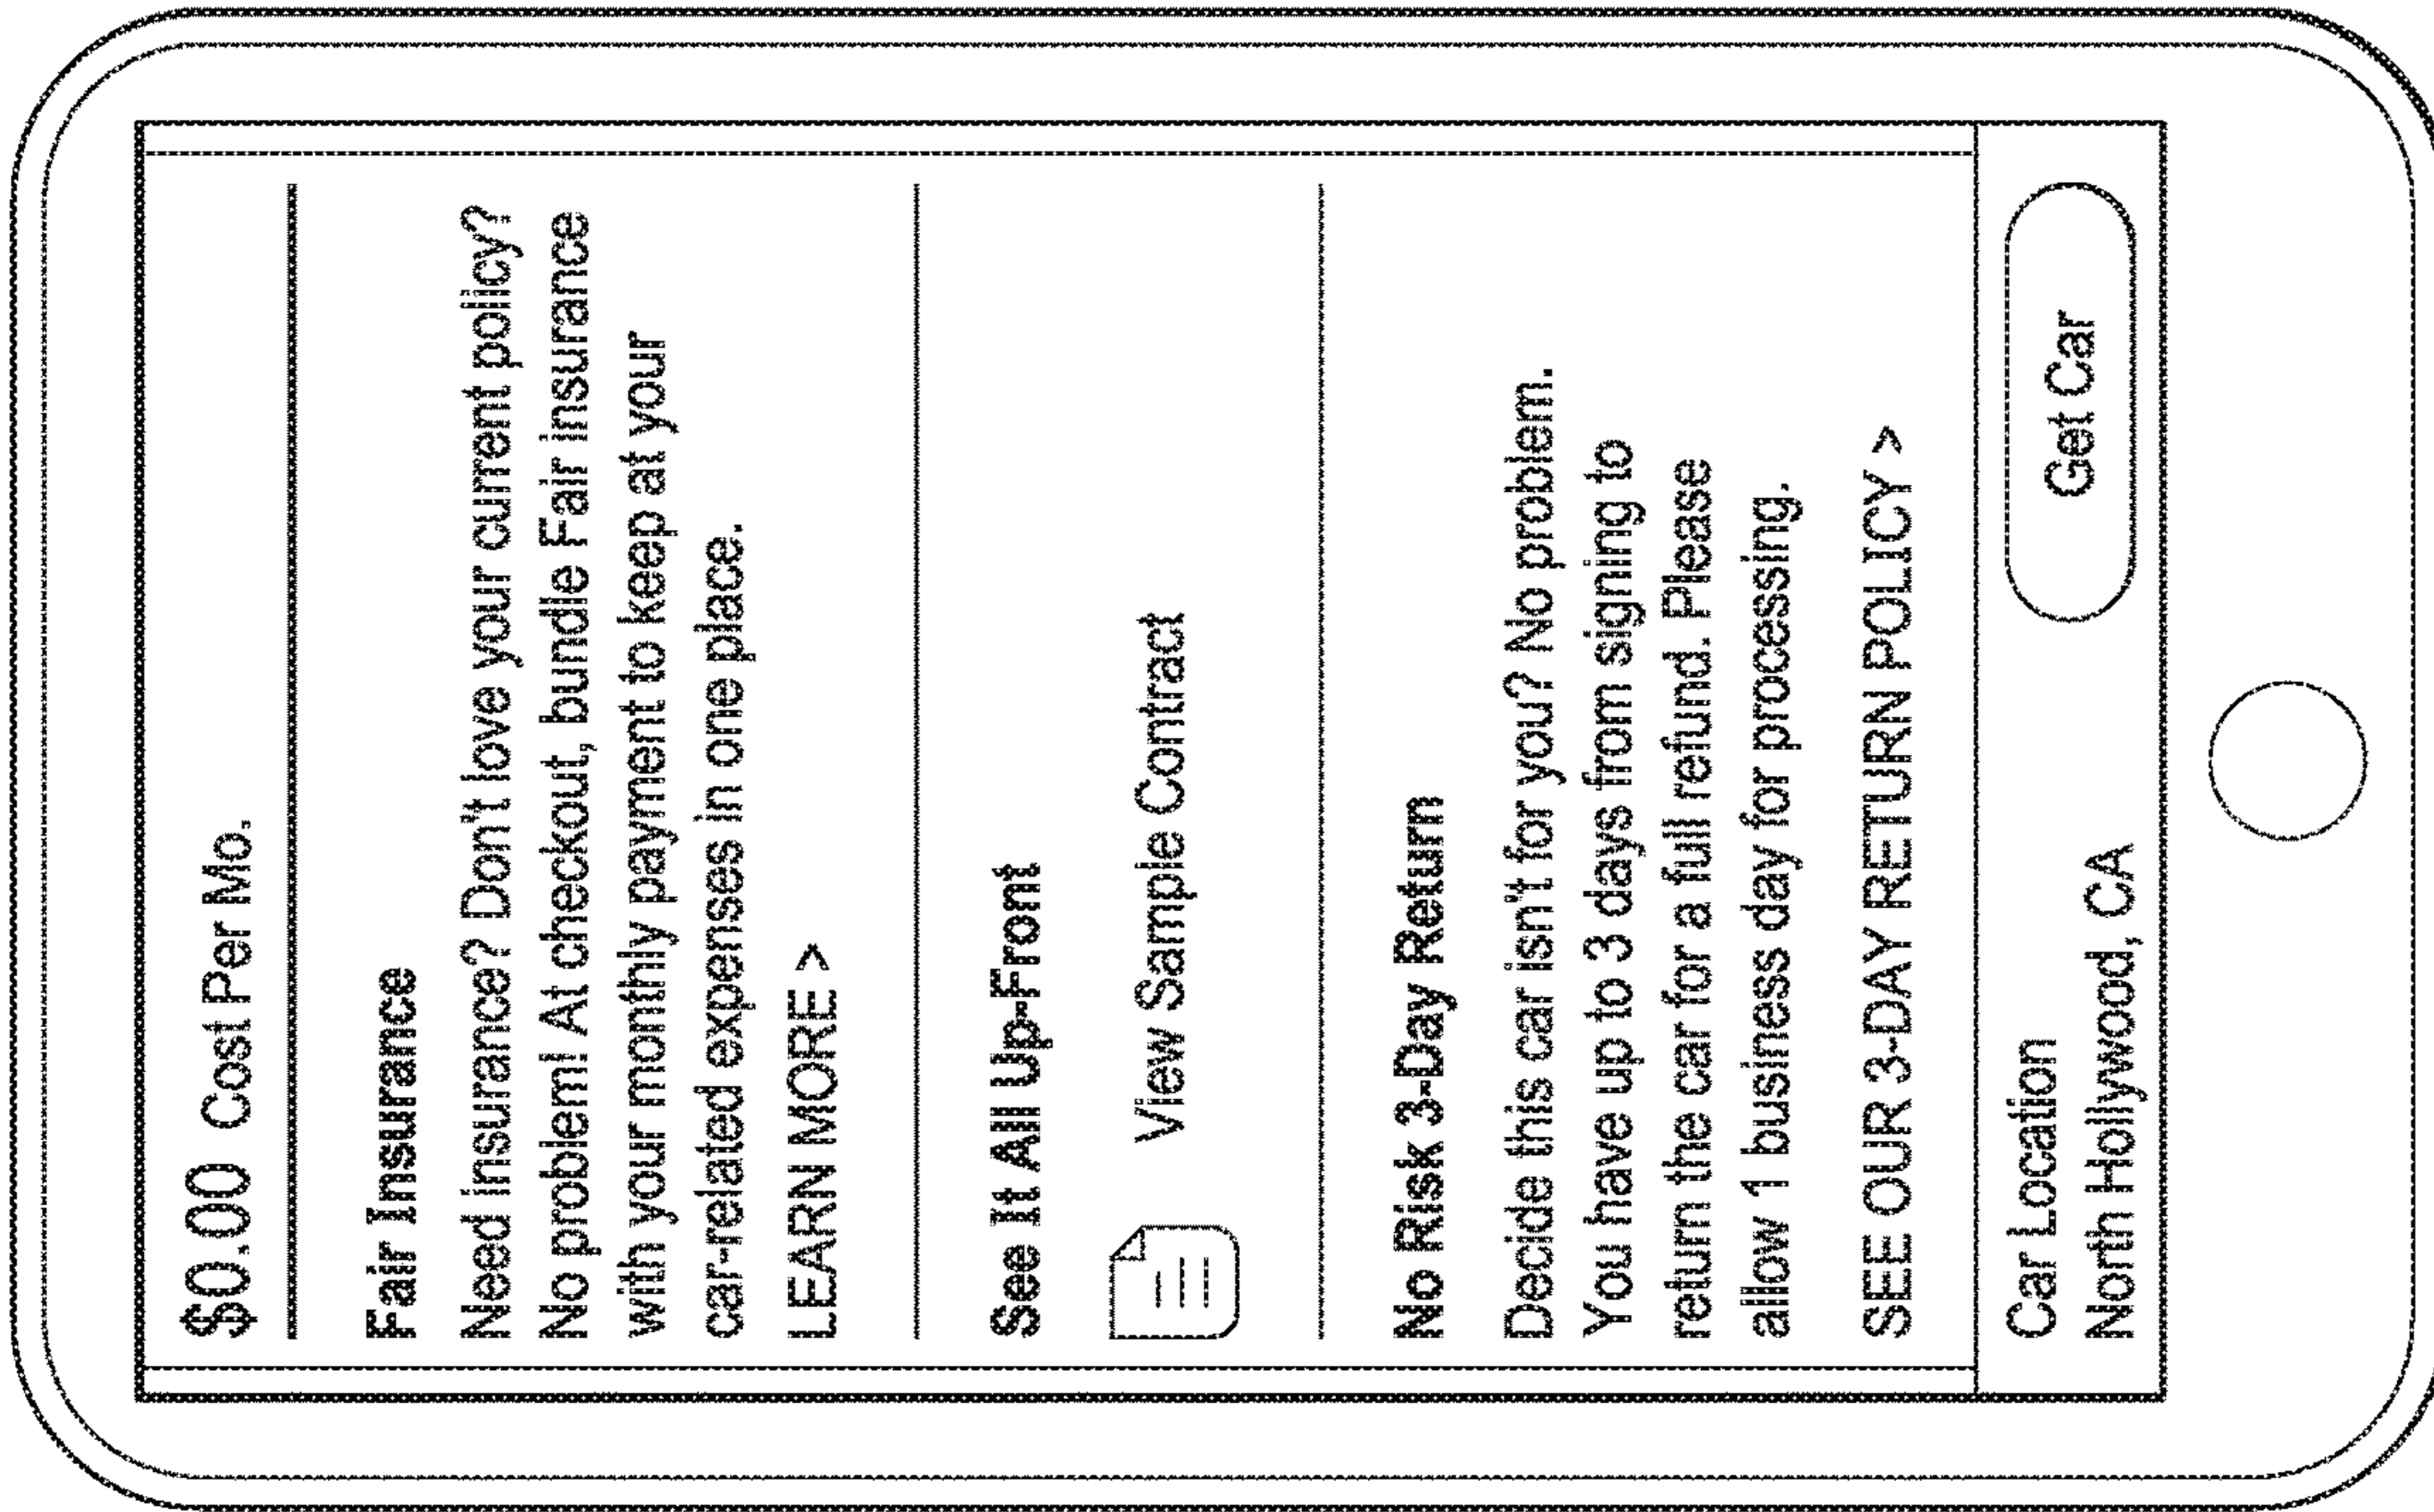 $0.00 Cost Per Mo.
Fair Insurance
Need insurance? Don't love your current policy?
No problem! At checkout, bundle Fair insurance
with your monthly payment to keep at your
car-related expenses in one place.
LEARN MORE >
See It All Up-Front
View Sample Contract
No Risk 3-Day Return
Decide this car isn't for you? No problem.
You have up to 3 days from signing to
return the car for a full refund. Please
allow 1 business day for processing.
SEE OUR 3-DAY RETURN POLICY >
Car Location
North Hollywood, CA
Get Car